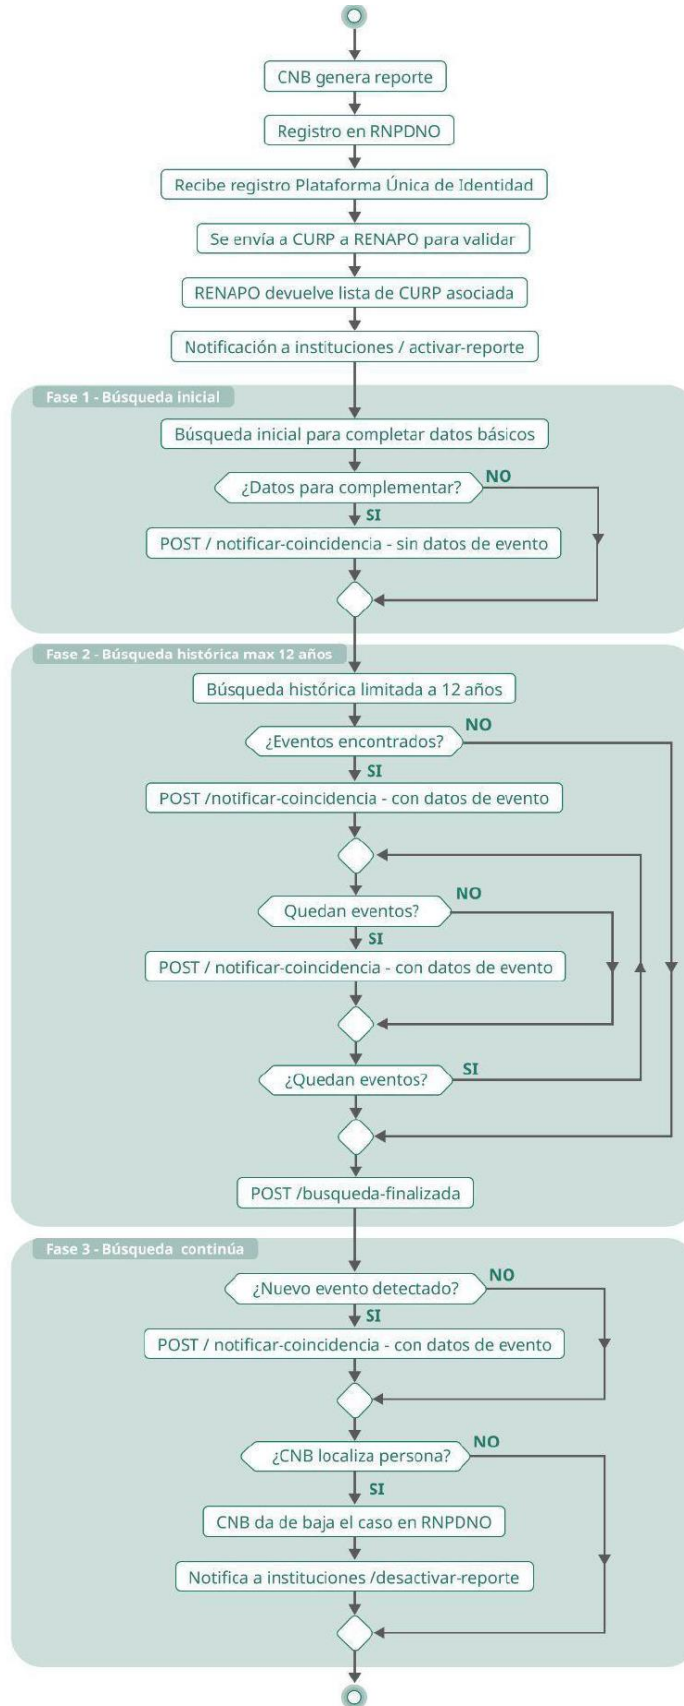 CNB genera reporte
Registro en RNPDNO
Recibe registro Plataforma Única de Identidad
Se envía a CURP a RENAPO para validar
RENAPO devuelve lista de CURP asociada
Notificación a instituciones / activar-reporte
Fase 1 - Búsqueda inicial
Búsqueda inicial para completar datos básicos
¿Datos para complementar?
NO
SI
POST / notificar-coincidencia - sin datos de evento
Fase 2 - Búsqueda histórica max 12 años
Búsqueda histórica limitada a 12 años
¿Eventos encontrados?
NO
SI
POST /notificar-coincidencia - con datos de evento
Quedan eventos?
NO
SI
POST / notificar-coincidencia - con datos de evento
¿Quedan eventos?
SI
POST /busqueda-finalizada
Fase 3 - Búsqueda continúa
¿Nuevo evento detectado?
NO
SI
POST / notificar-coincidencia - con datos de evento
¿CNB localiza persona?
NO
SI
CNB da de baja el caso en RNPDNO
Notifica a instituciones /desactivar-reporte